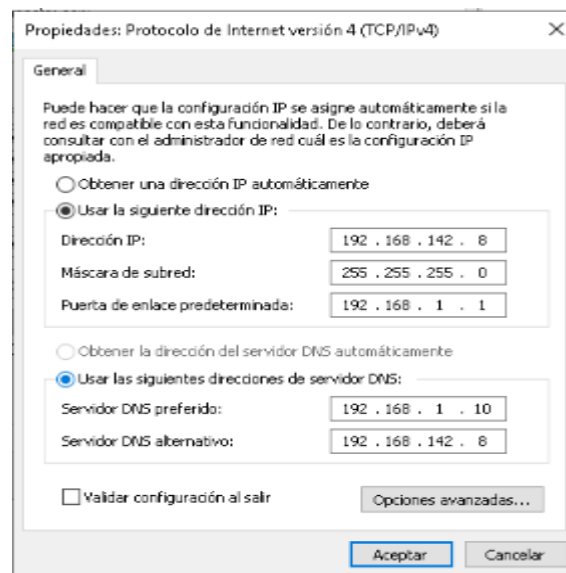 Propiedades: Protocolo de Internet versión 4 (TCP/IPv4)
General
Puede hacer que la configuración IP se asigne automáticamente si la
red es compatible con esta funcionalidad. De lo contrario, deberá
consultar con el administrador de red cuál es la configuración IP
apropiada.
Obtener una dirección IP automáticamente
Usar la siguiente dirección IP:
Dirección IP: 192 . 168 . 142 . 8
Máscara de subred: 255 . 255 . 255 . 0
Puerta de enlace predeterminada: 192 . 168 . 1 . 1
Obtener la dirección del servidor DNS automáticamente
Usar las siguientes direcciones de servidor DNS:
Servidor DNS preferido: 192 . 168 . 1 . 10
Servidor DNS alternativo: 192 . 168 . 142 . 8
Validar configuración al salir
Opciones avanzadas...
Aceptar Cancelar